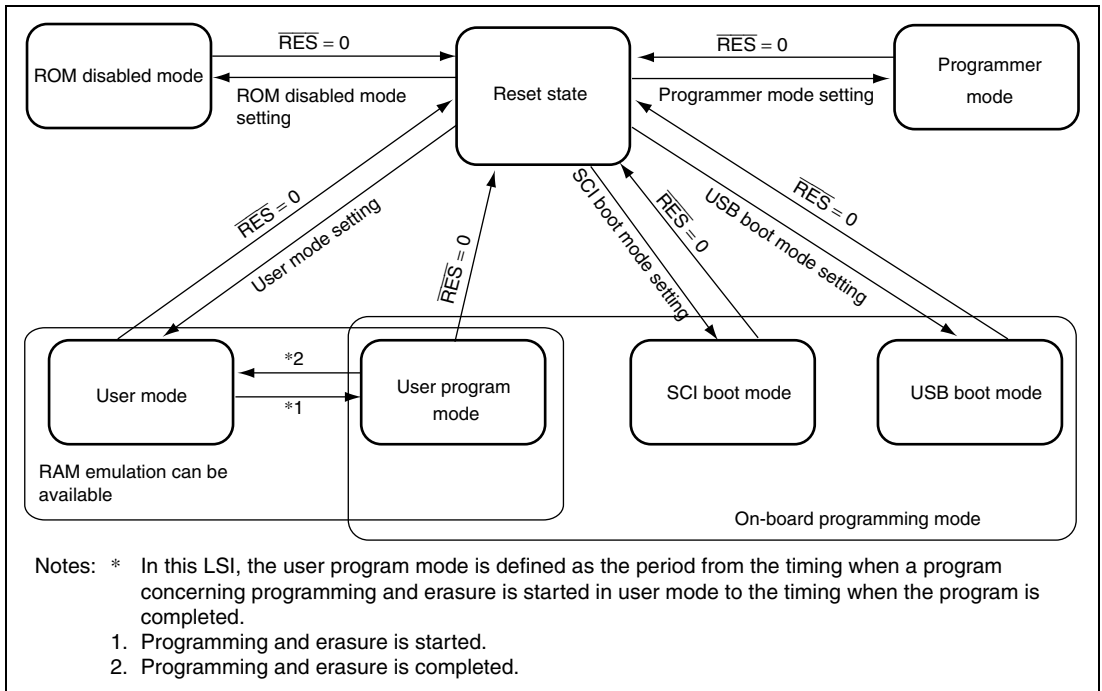 RES = 0
RES = 0
ROM disabled mode
Reset state
Programmer
mode
ROM disabled mode
setting
Programmer mode setting
RES = 0
User mode setting
RES = 0
SCI boot mode setting
RES = 0
USB boot mode setting
RES = 0
User mode
*2
*1
User program
mode
SCI boot mode
USB boot mode
RAM emulation can be
available
On-board programming mode
Notes: * In this LSI, the user program mode is defined as the period from the timing when a program
concerning programming and erasure is started in user mode to the timing when the program is
completed.
1. Programming and erasure is started.
2. Programming and erasure is completed.